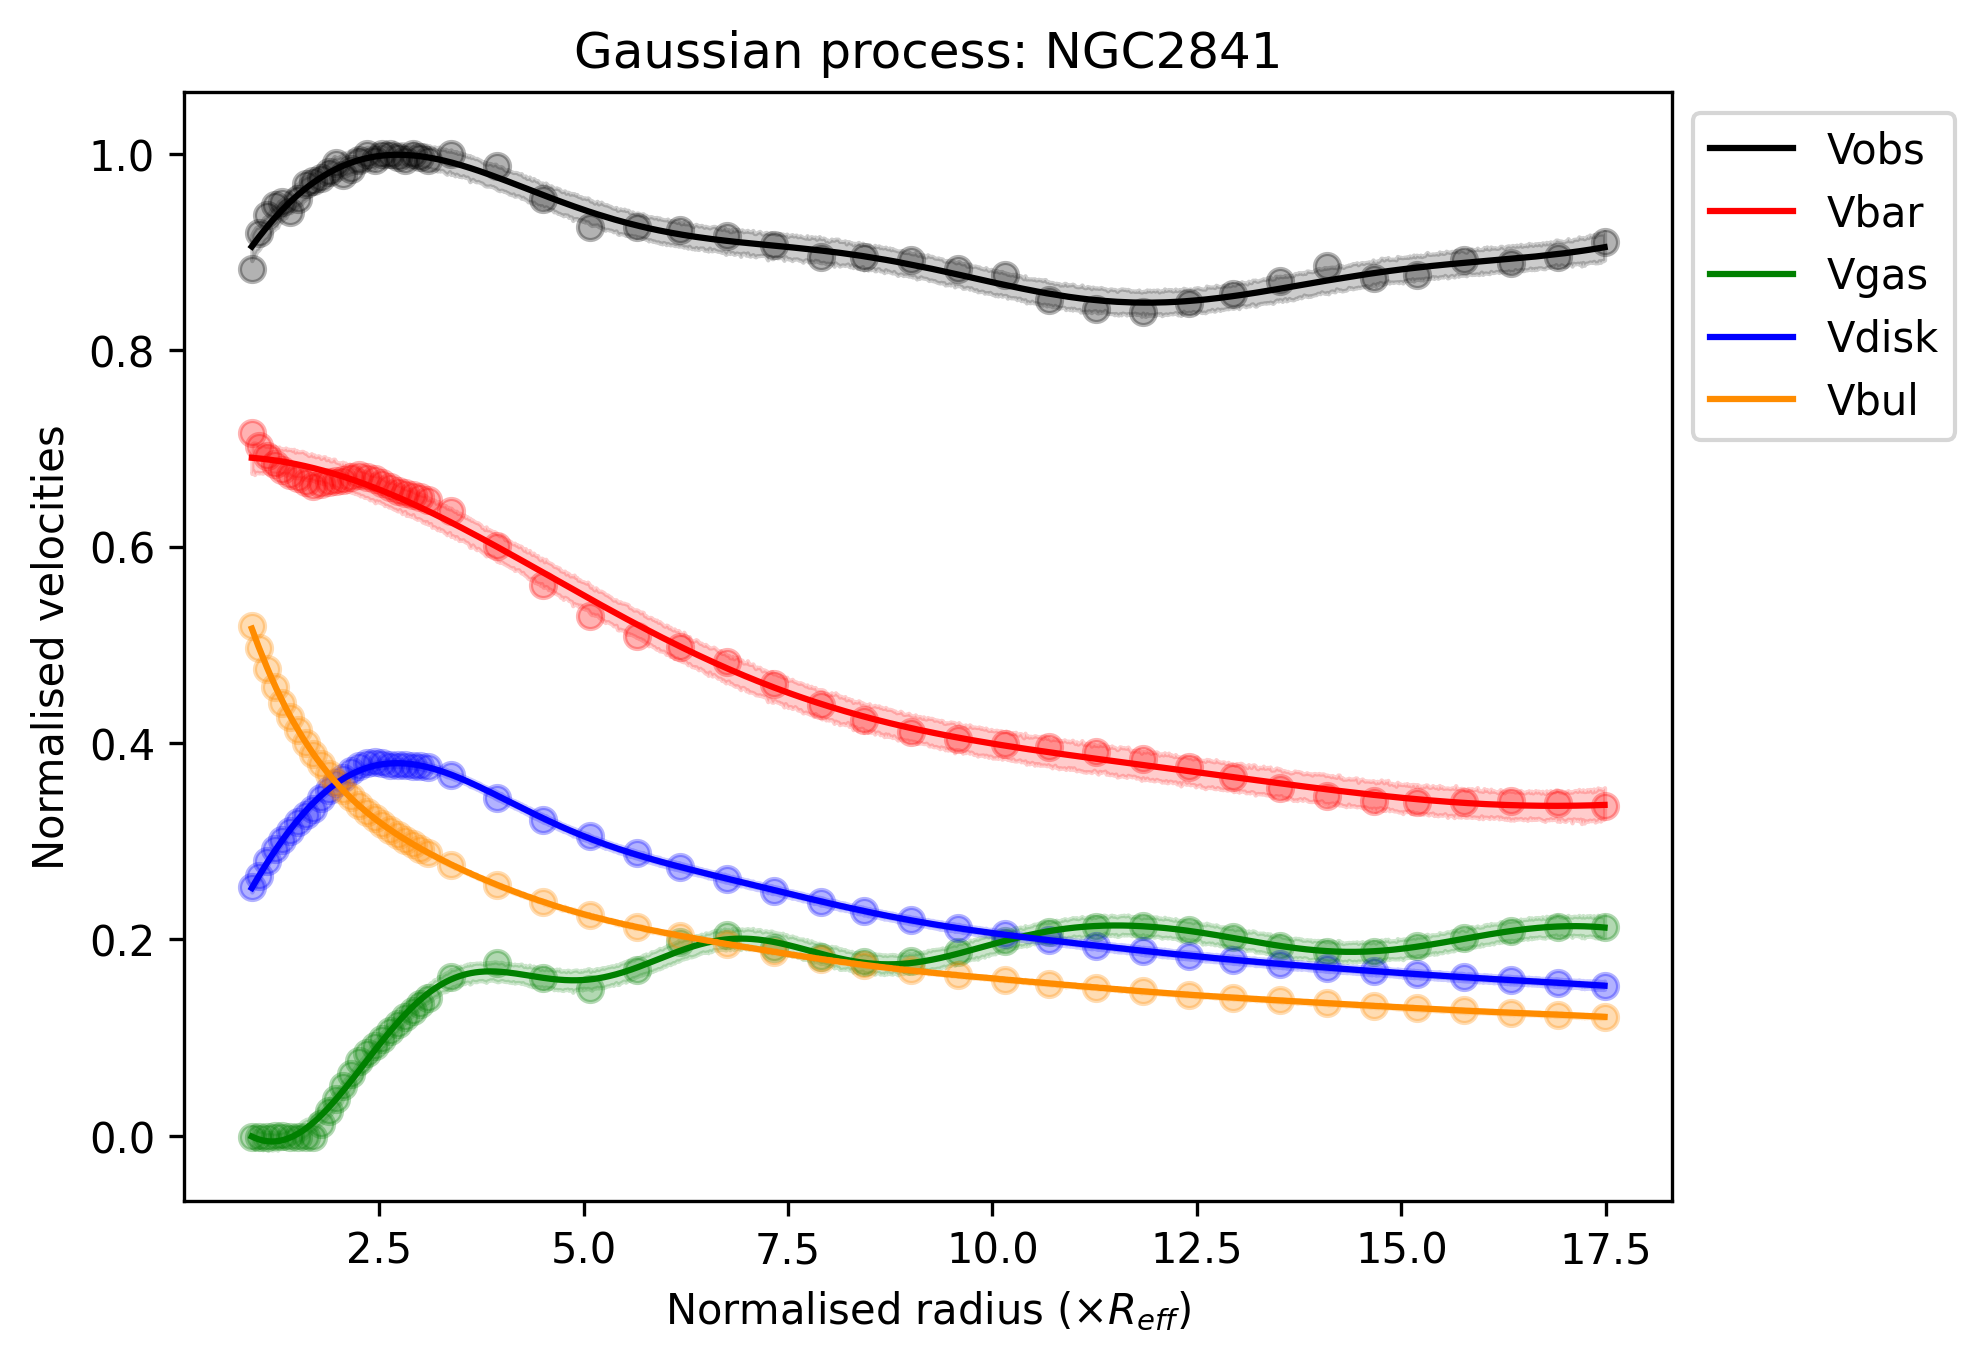 Gaussian process: NGC2841
Vobs
Vbar
Vgas
Vdisk
Vbul
Normalised velocities
1.0
0.8
0.6
0.4
0.2
0.0
2.5 5.0 7.5 10.0 12.5 15.0 17.5
Normalised radius (×R_eff)